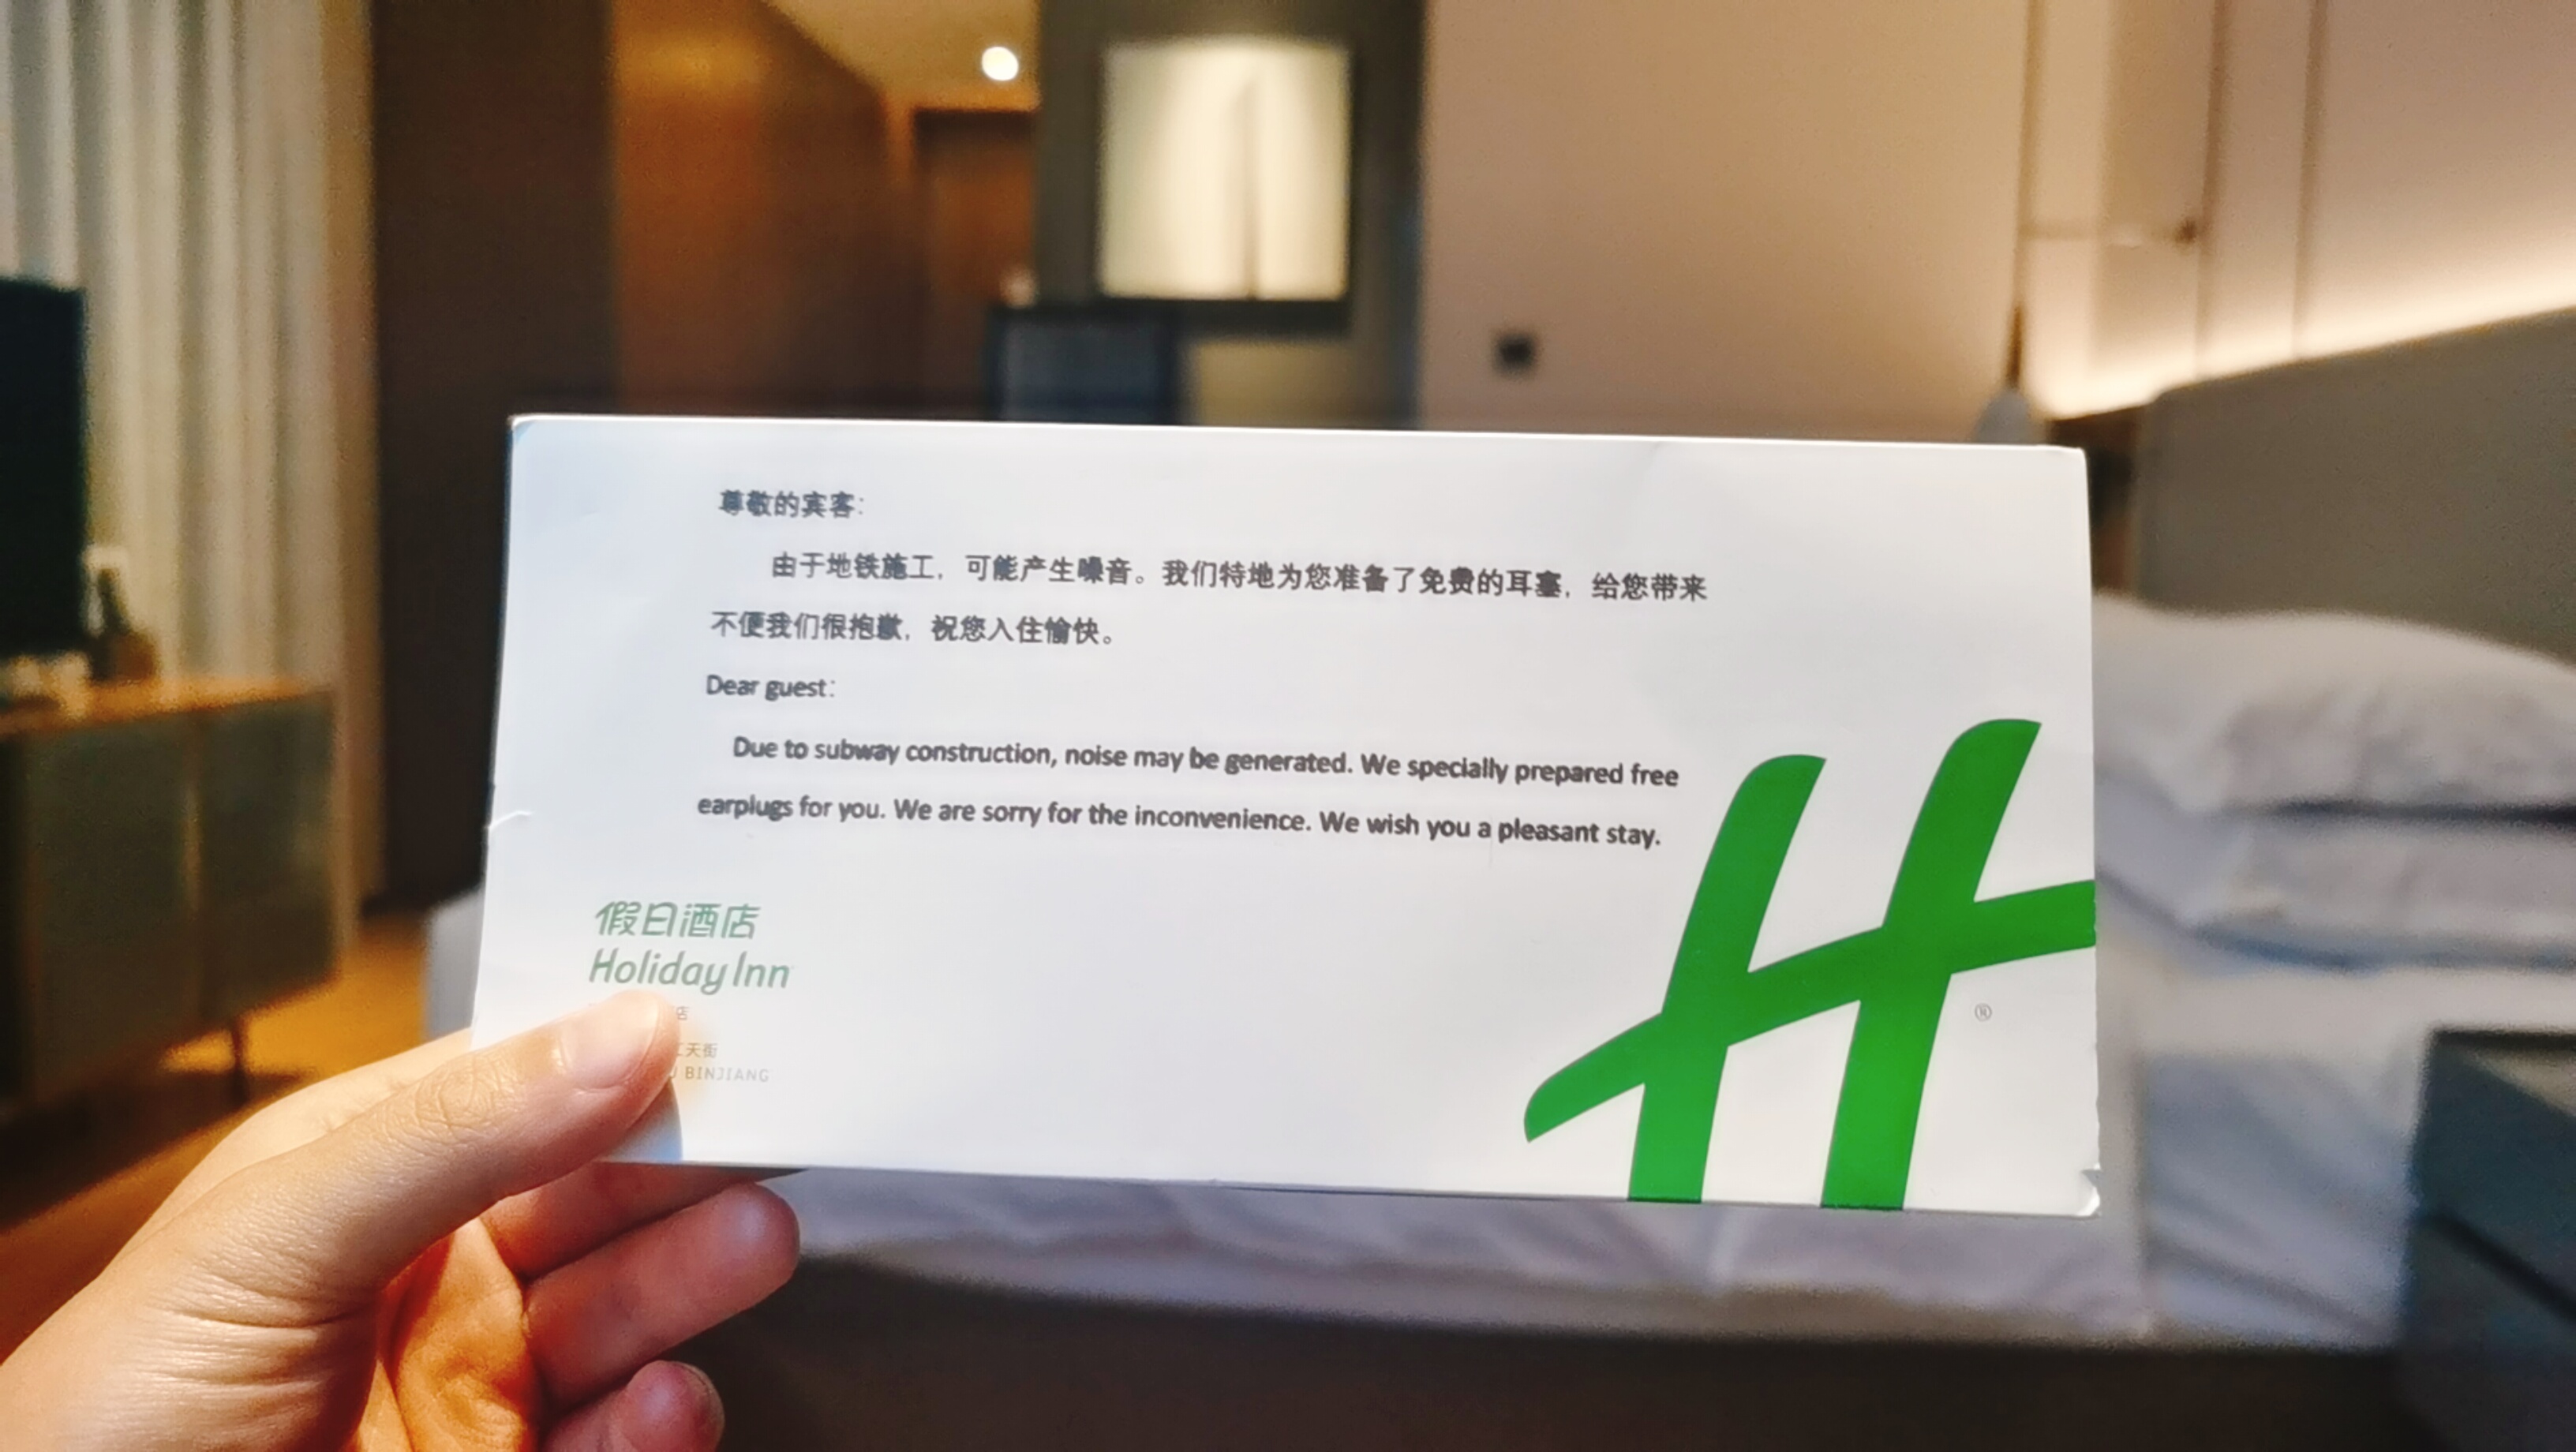 尊敬的宾客：
由于地铁施工，可能产生噪音。我们特地为您准备了免费的耳塞，给您带来
不便我们很抱歉，祝您入住愉快。
Dear guest:
Due to subway construction, noise may be generated. We specially prepared free
earplugs for you. We are sorry for the inconvenience. We wish you a pleasant stay.
假日酒店
Holiday Inn
店
天街
BINJIANG
H
®